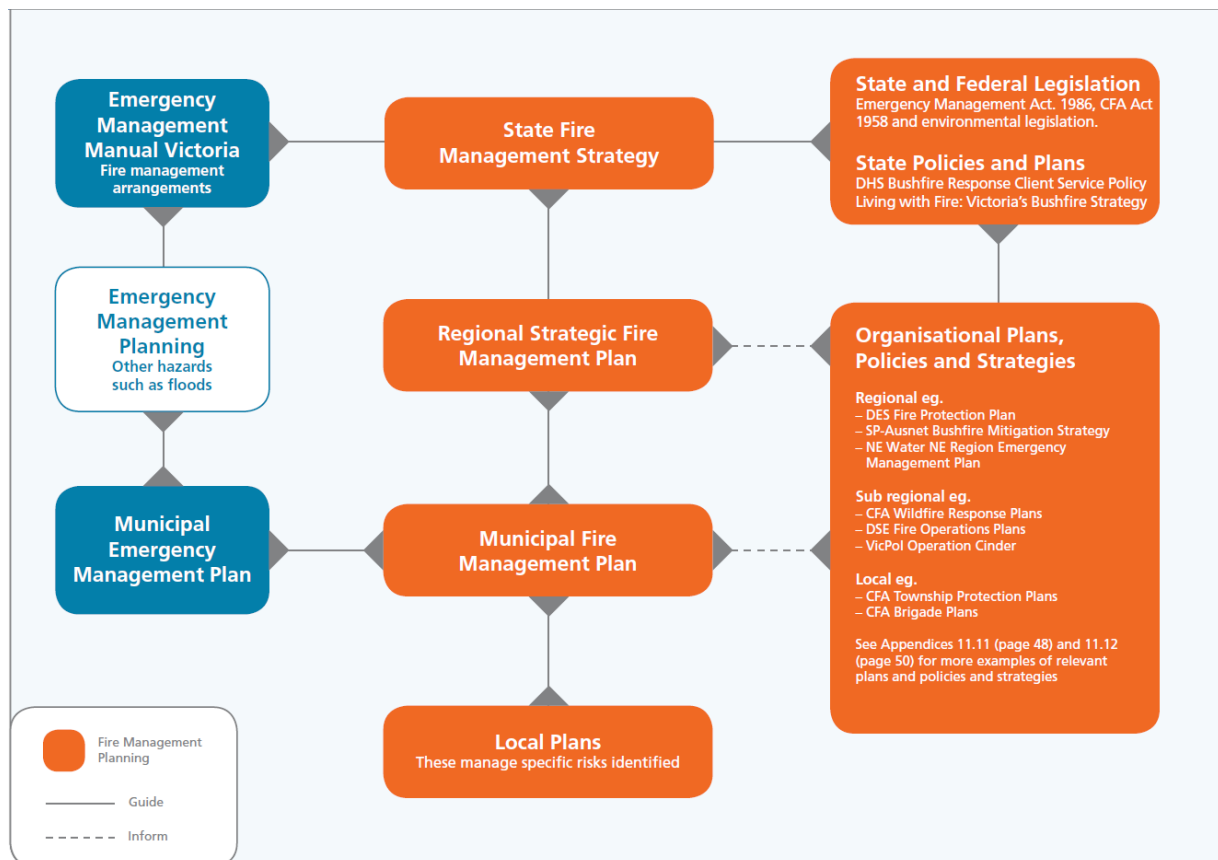 Emergency
Management
Manual Victoria
Fire management
arrangements
State Fire
Management Strategy
State and Federal Legislation
Emergency Management Act. 1986, CFA Act
1958 and environmental legislation.
State Policies and Plans
DHS Bushfire Response Client Service Policy
Living with Fire: Victoria's Bushfire Strategy
Emergency
Management
Planning
Other hazards
such as floods
Regional Strategic Fire
Management Plan
Organisational Plans,
Policies and Strategies
Regional eg.
– DES Fire Protection Plan
– SP-Ausnet Bushfire Mitigation Strategy
– NE Water NE Region Emergency
Management Plan
Sub regional eg.
– CFA Wildfire Response Plans
– DSE Fire Operations Plans
– VicPol Operation Cinder
Local eg.
– CFA Township Protection Plans
– CFA Brigade Plans
See Appendices 11.11 (page 48) and 11.12
(page 50) for more examples of relevant
plans and policies and strategies
Municipal
Emergency
Management Plan
Municipal Fire
Management Plan
Local Plans
These manage specific risks identified
Fire Management
Planning
Guide
Inform